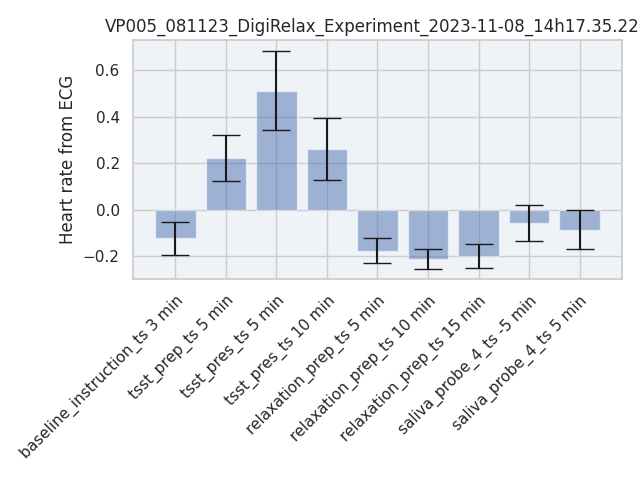 VP005_081123_DigiRelax_Experiment_2023-11-08_14h17.35.22
Heart rate from ECG
0.6
0.4
0.2
0.0
−0.2
baseline_instruction_ts 3 min
tsst_prep_ts 5 min
tsst_pres_ts 5 min
tsst_pres_ts 10 min
relaxation_prep_ts 5 min
relaxation_prep_ts 10 min
relaxation_prep_ts 15 min
saliva_probe_4_ts -5 min
saliva_probe_4_ts 5 min